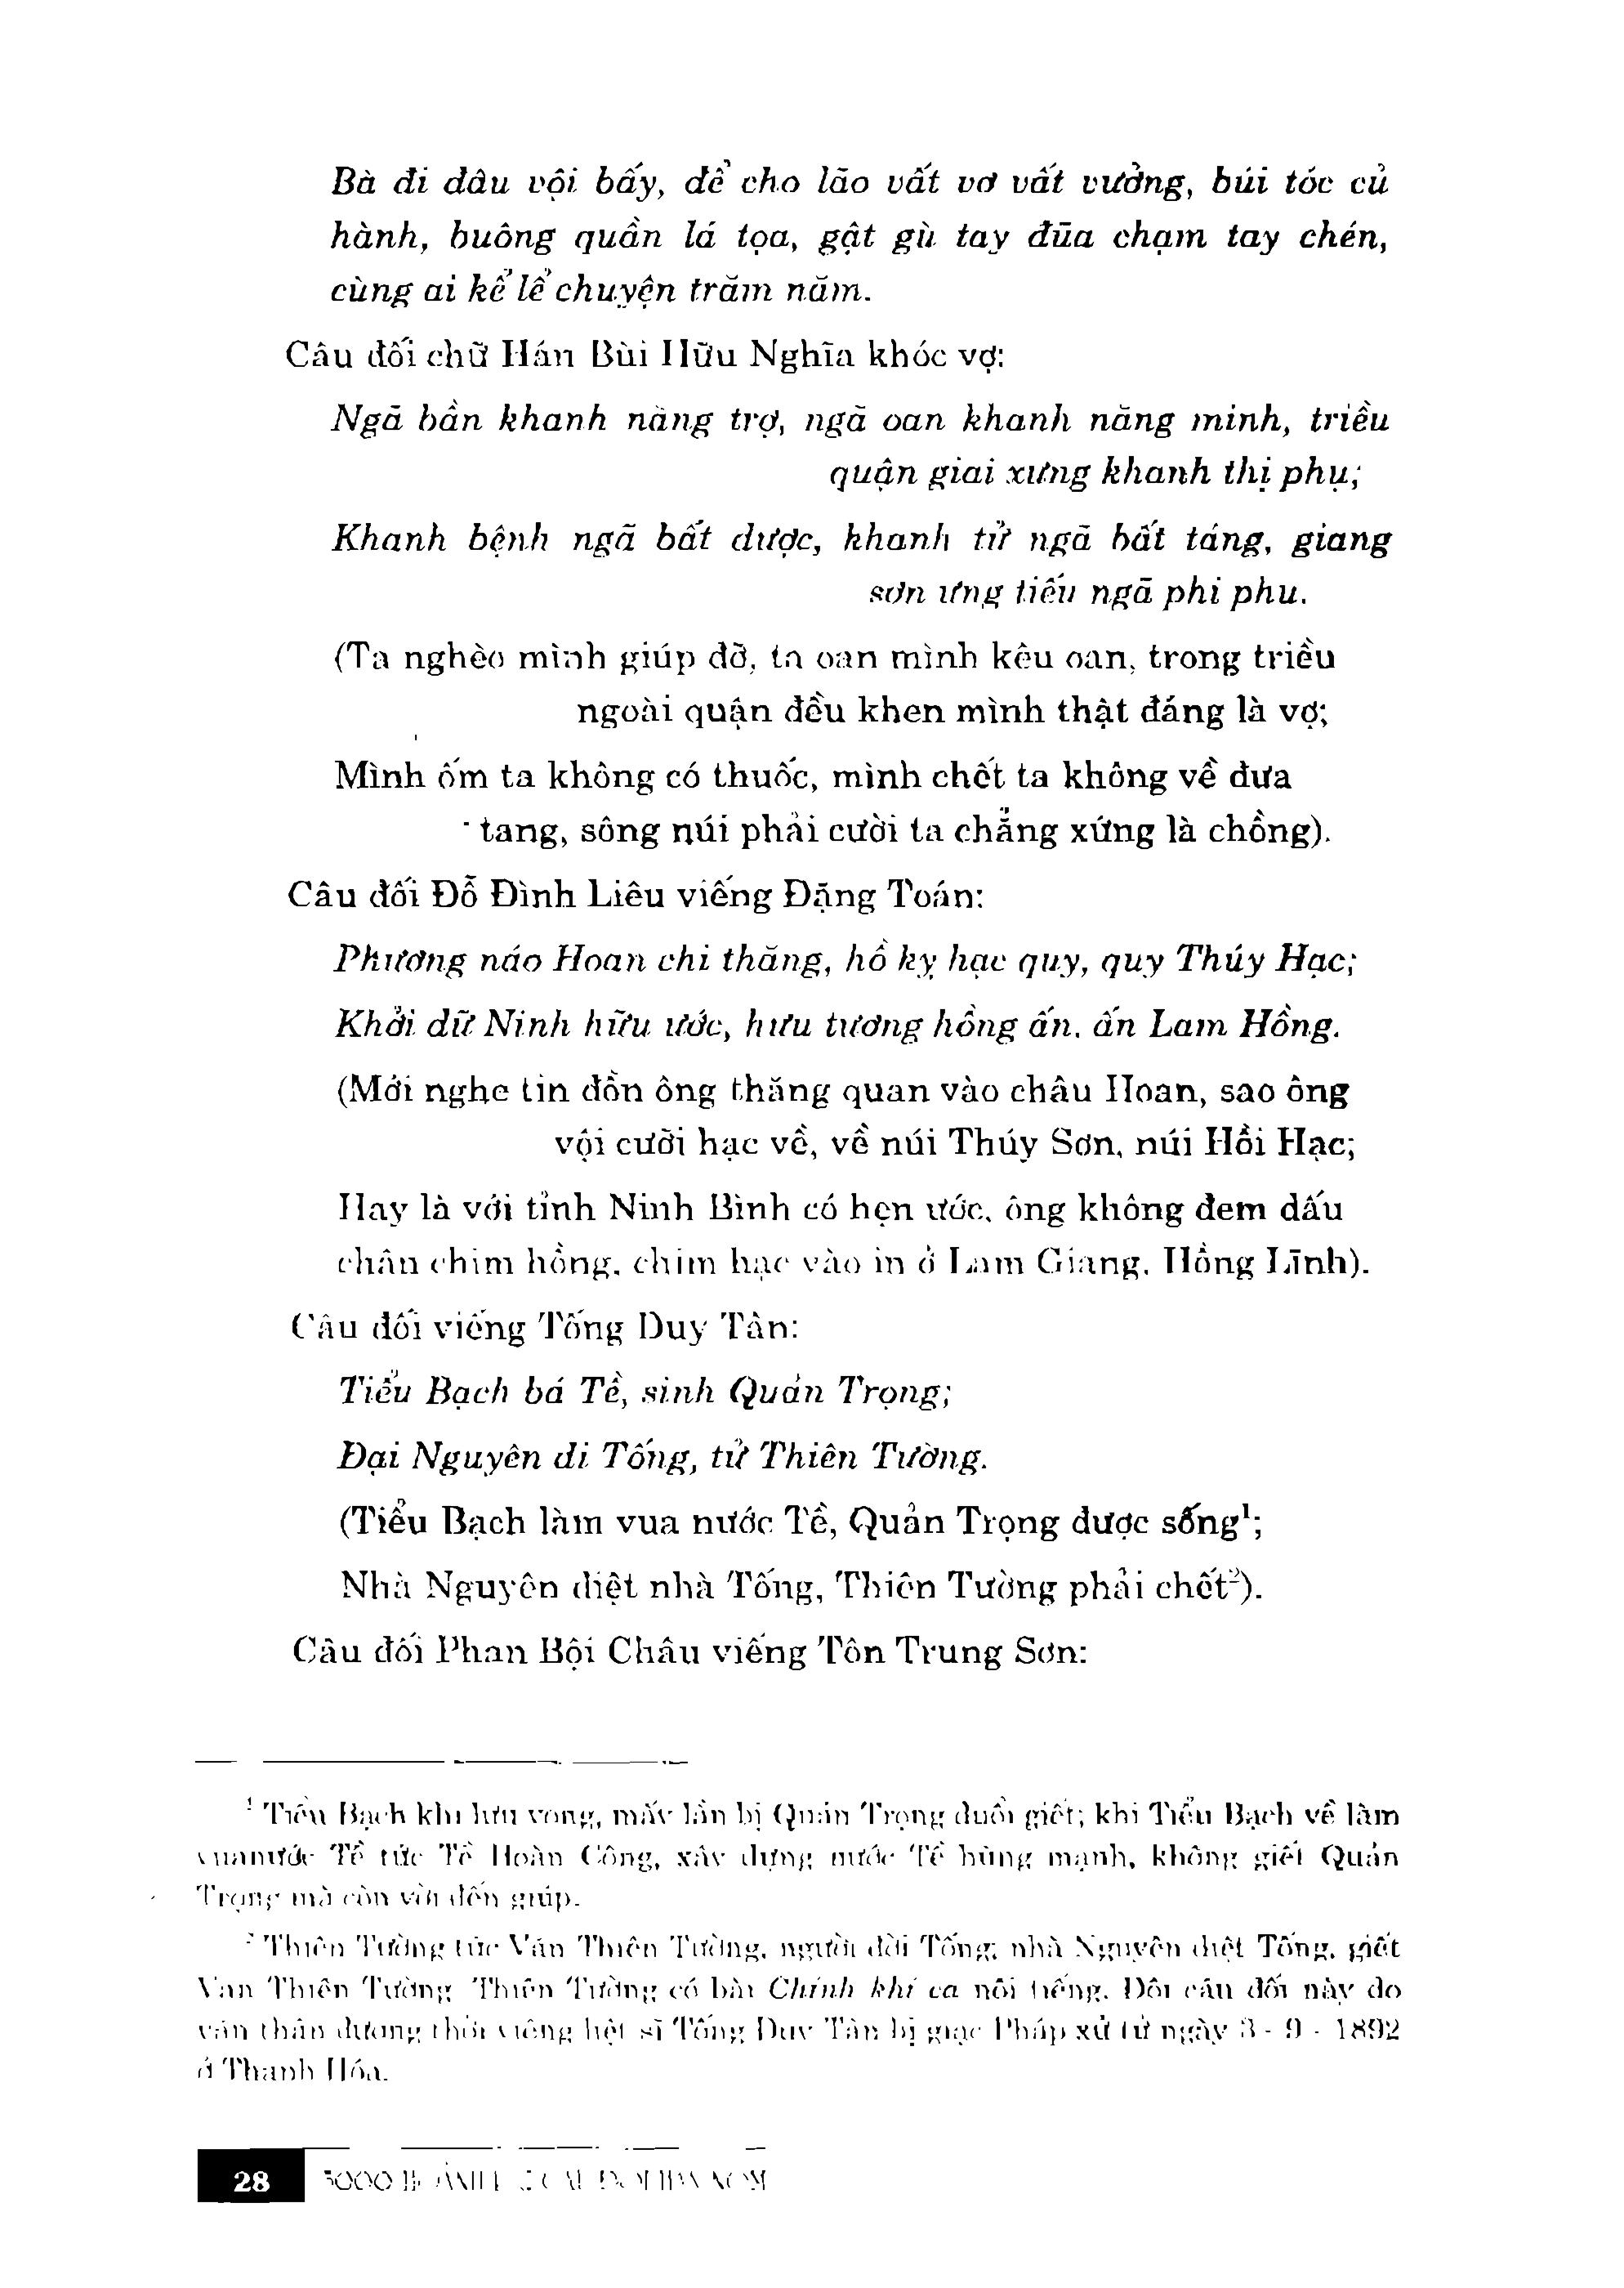 Bà đi đâu vội bấy, để cho lão vất vơ vất vưởng, búi tóc củ
hành, buông quần lá tọa, gật gù tay đũa chạm tay chén,
cùng ai kể lể chuyện trăm năm.
Câu đối chữ Hán Bùi Hữu Nghĩa khóc vợ:
Ngã bần khanh năng trợ, ngã oan khanh năng minh, triều
quận giai xưng khanh thị phụ;
Khanh bệnh ngã bất dược, khanh tử ngã bất táng, giang
sơn ưng tiếu ngã phi phu.
(Ta nghèo mình giúp đỡ, ta oan mình kêu oan, trong triều
ngoài quận đều khen mình thật đáng là vợ;
Mình ốm ta không có thuốc, mình chết ta không về đưa
tang, sông núi phải cười ta chẳng xứng là chồng).
Câu đối Đỗ Đình Liêu viếng Đặng Toán:
Phương náo Hoan chi thăng, hồ kỵ hạc quy, quy Thúy Hạc;
Khởi dữ Ninh hữu ước, hưu tương hồng ấn, ấn Lam Hồng.
(Mới nghe tin đồn ông thăng quan vào châu Hoan, sao ông
vội cưỡi hạc về, về núi Thúy Sơn, núi Hồi Hạc;
Hay là với tỉnh Ninh Bình có hẹn ước, ông không đem dấu
chân chim hồng, chim hạc vào in ở Lam Giang, Hồng Lĩnh).
Câu đối viếng Tống Duy Tân:
Tiểu Bạch bá Tề, sinh Quản Trọng;
Đại Nguyên di Tống, tử Thiên Tường.
(Tiểu Bạch làm vua nước Tề, Quản Trọng được sống¹;
Nhà Nguyên diệt nhà Tống, Thiên Tường phải chết²).
Câu đối Phan Bội Châu viếng Tôn Trung Sơn:
¹ Tiểu Bạch khi lưu vong, mấy lần bị Quản Trọng đuổi giết; khi Tiểu Bạch về làm
vua nước Tề tức Tề Hoàn Công, xây dựng nước Tề hùng mạnh, không giết Quản
Trọng mà còn vời đến giúp.
² Thiên Tường tức Văn Thiên Tường, người đời Tống; nhà Nguyên diệt Tống, giết
Văn Thiên Tường. Thiên Tường có bài Chính khí ca nổi tiếng. Đôi câu đối này do
văn thân đương thời viếng liệt sĩ Tống Duy Tân bị giặc Pháp xử tử ngày 3 - 9 - 1892
ở Thanh Hóa.
28